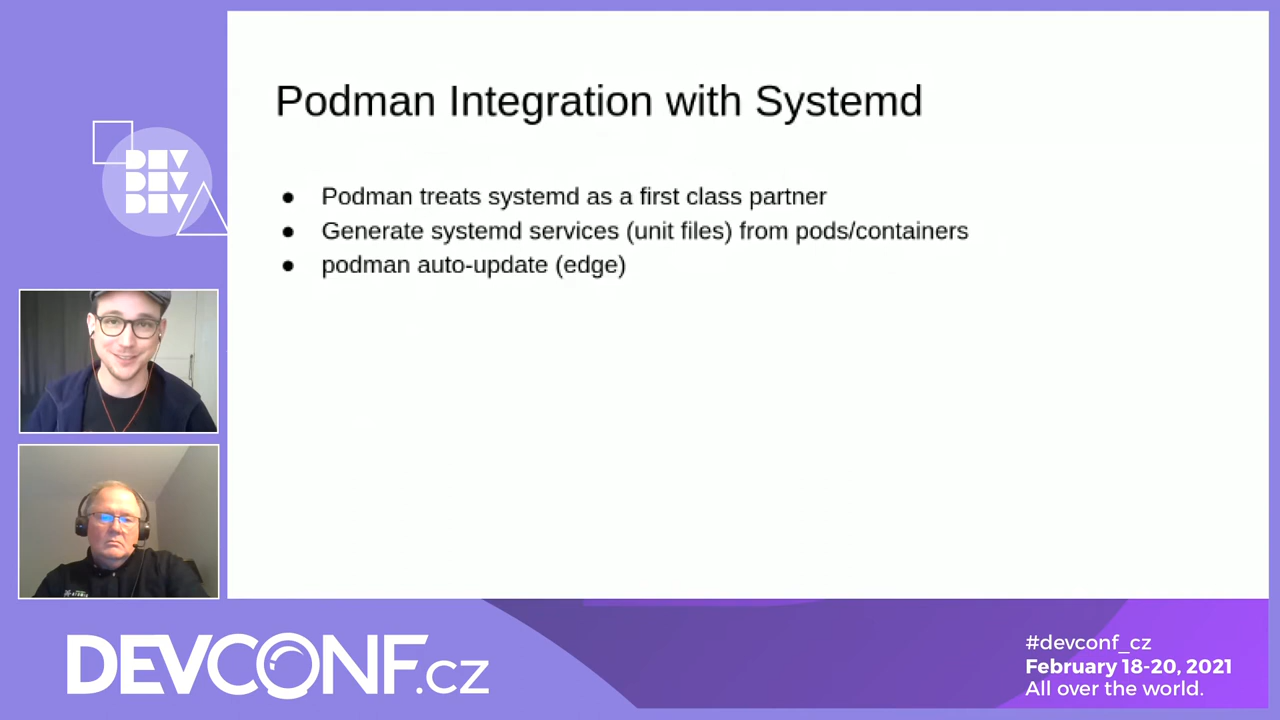 Podman Integration with Systemd
● Podman treats systemd as a first class partner
● Generate systemd services (unit files) from pods/containers
● podman auto-update (edge)
DEV
DEV
DEV
DEVCONF.cz
#devconf_cz
February 18-20, 2021
All over the world.